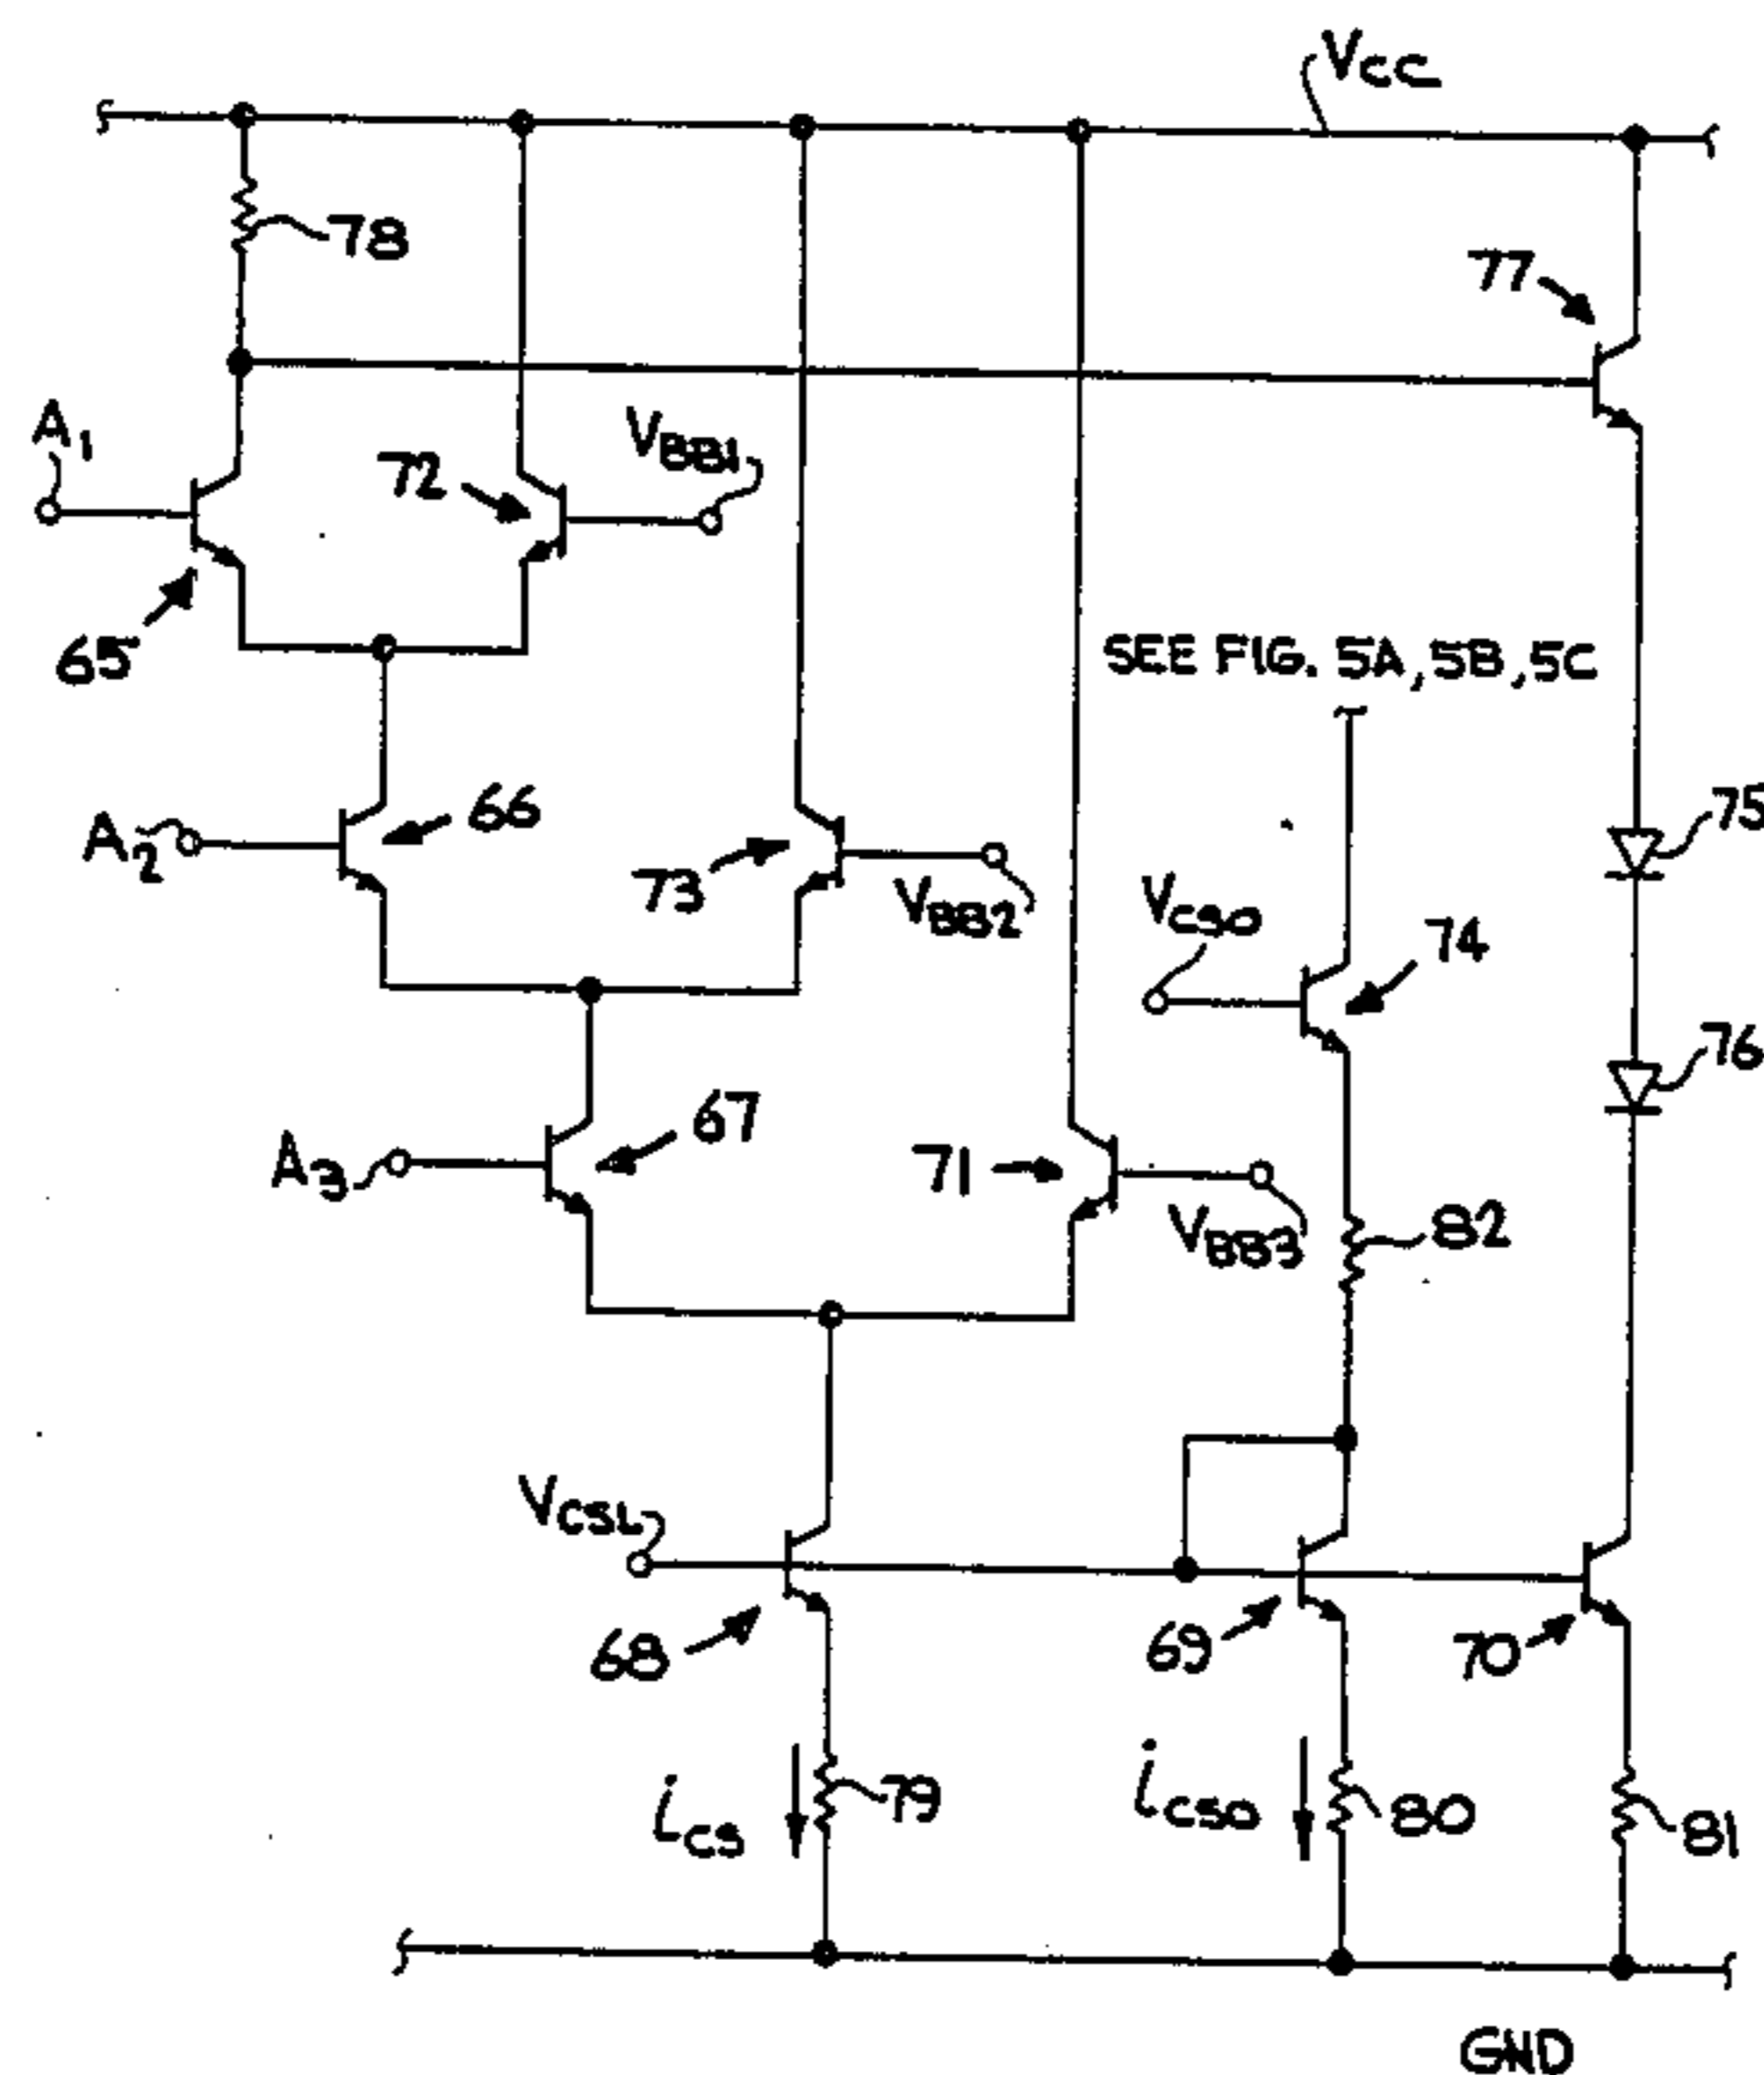 VCC
78
77
A1
72
VBB1
65
SEE FIG. 5A, 5B, 5C
A2
66
73
VBB2
75
VCSO
74
76
A3
67
71
VBB3
82
VCS1
68
69
70
iCS
79
iCSO
80
81
GND